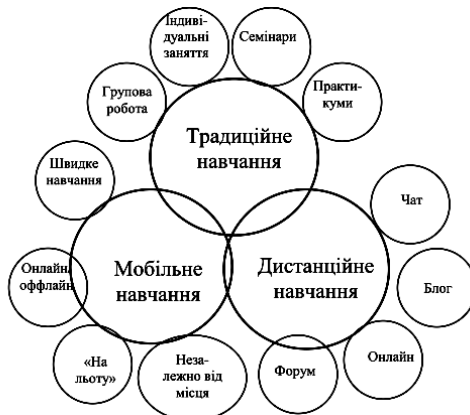 Індиві-
дуальні
заняття
Семінари
Групова
робота
Практи-
куми
Традиційне
навчання
Швидке
навчання
Чат
Онлайн/
оффлайн
Мобільне
навчання
Дистанційне
навчання
Блог
«На
льоту»
Неза-
лежно від
місця
Форум
Онлайн